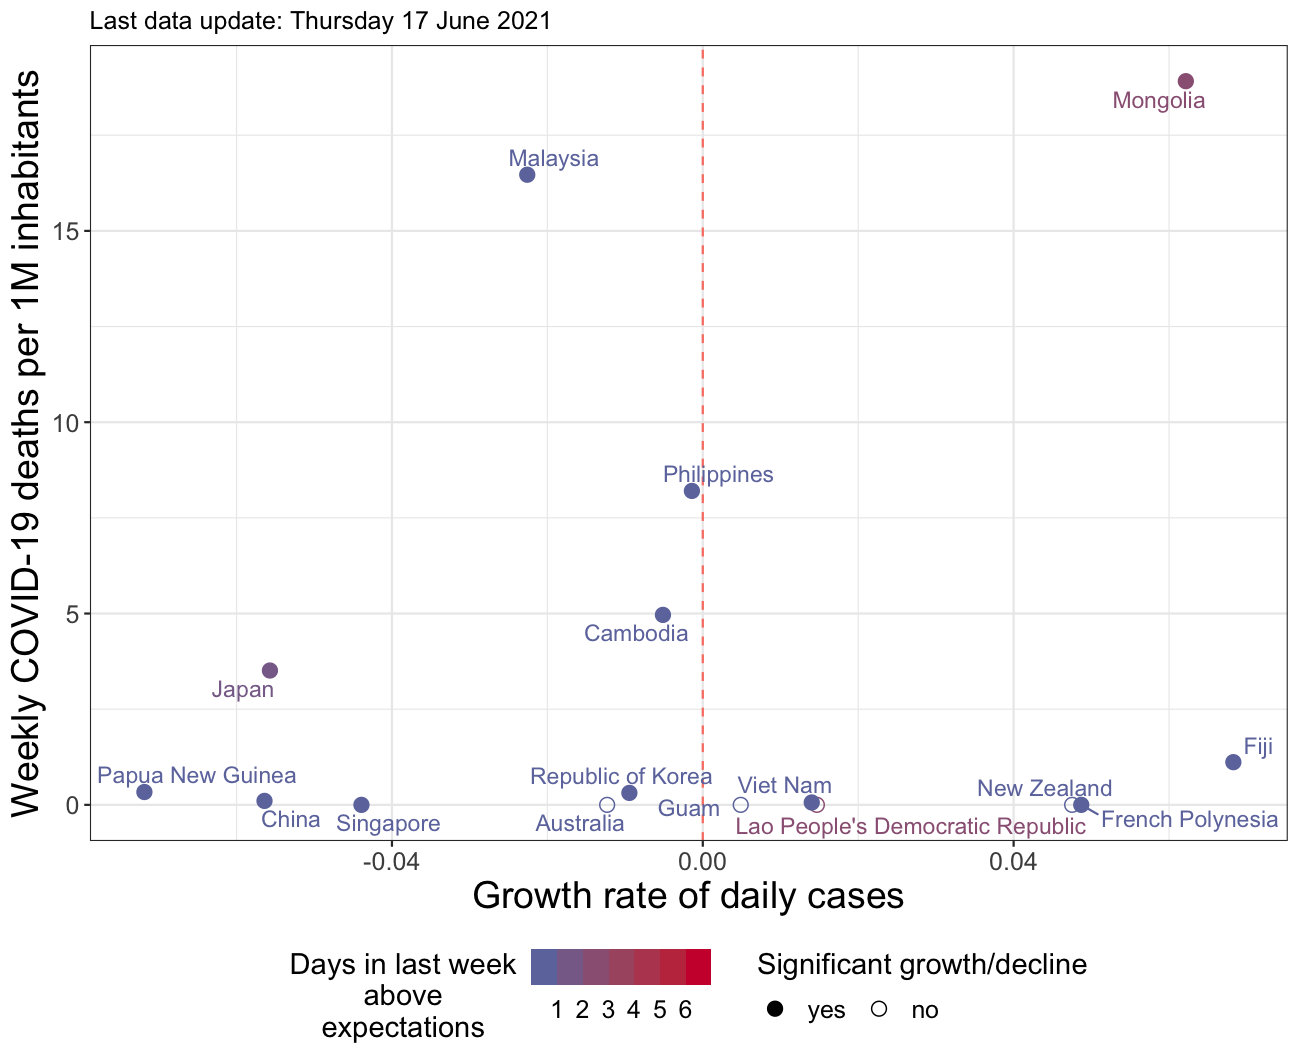 Last data update: Thursday 17 June 2021
Weekly COVID-19 deaths per 1M inhabitants
15
10
5
0
Mongolia
Malaysia
Philippines
Cambodia
Japan
Fiji
Papua New Guinea
Republic of Korea
Viet Nam
New Zealand
China
Singapore
Australia
Guam
Lao People's Democratic Republic
French Polynesia
-0.04
0.00
0.04
Growth rate of daily cases
Days in last week
above
expectations
1 2 3 4 5 6
Significant growth/decline
yes no